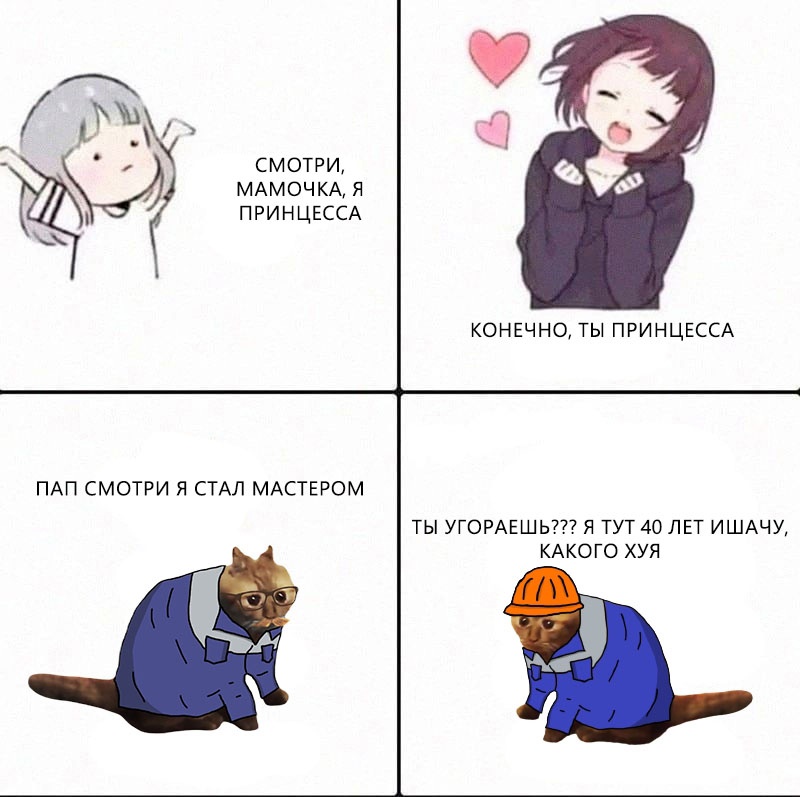 СМОТРИ,
МАМОЧКА, Я
ПРИНЦЕССА
КОНЕЧНО, ТЫ ПРИНЦЕССА
ПАП СМОТРИ Я СТАЛ МАСТЕРОМ
ТЫ УГОРАЕШЬ??? Я ТУТ 40 ЛЕТ ИШАЧУ,
КАКОГО ХУЯ